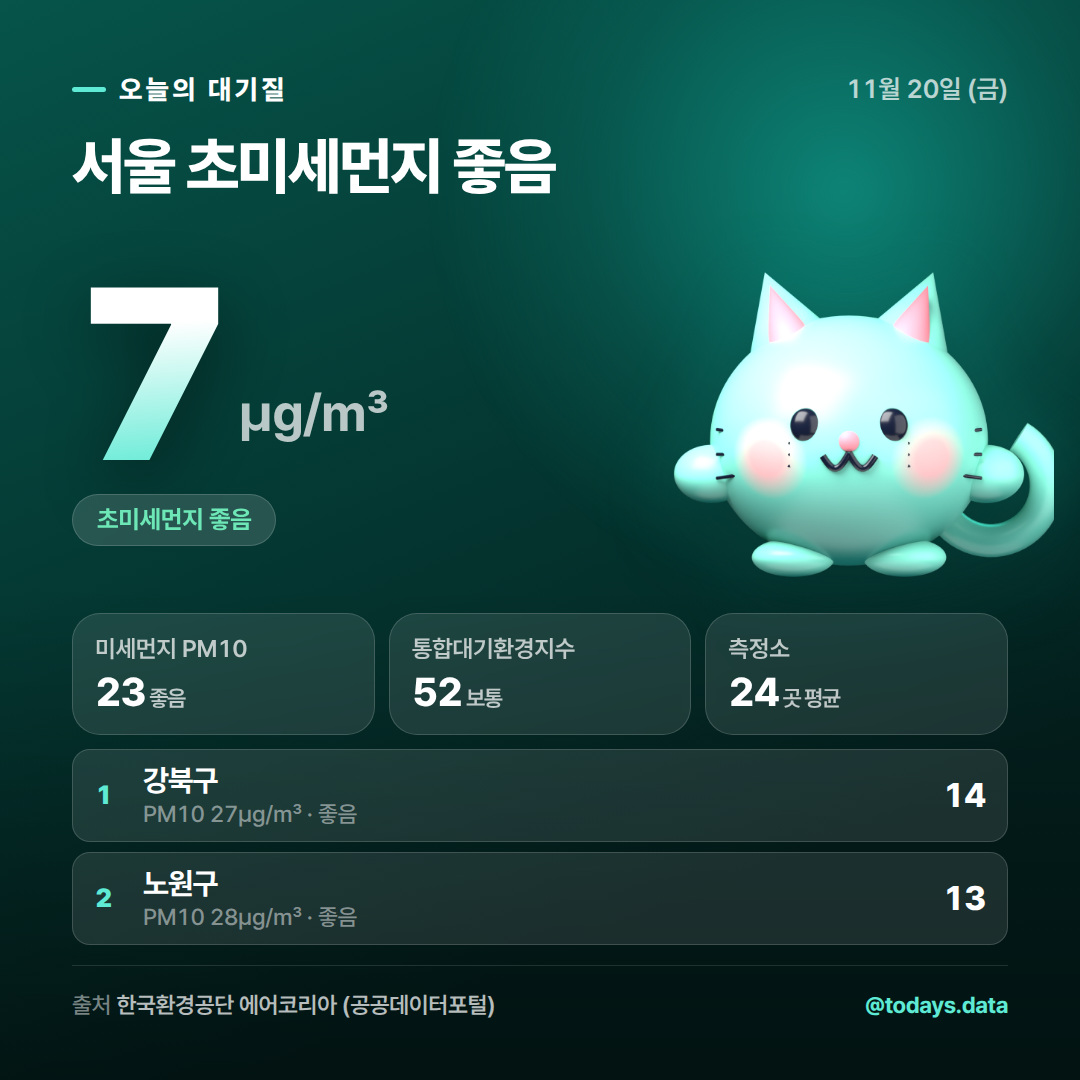 오늘의 대기질
11월 20일 (금)
서울 초미세먼지 좋음
7 µg/m³
초미세먼지 좋음
미세먼지 PM10
23 좋음
통합대기환경지수
52 보통
측정소
24 곳 평균
1 강북구 14
PM10 27µg/m³ · 좋음
2 노원구 13
PM10 28µg/m³ · 좋음
출처 한국환경공단 에어코리아 (공공데이터포털)
@todays.data